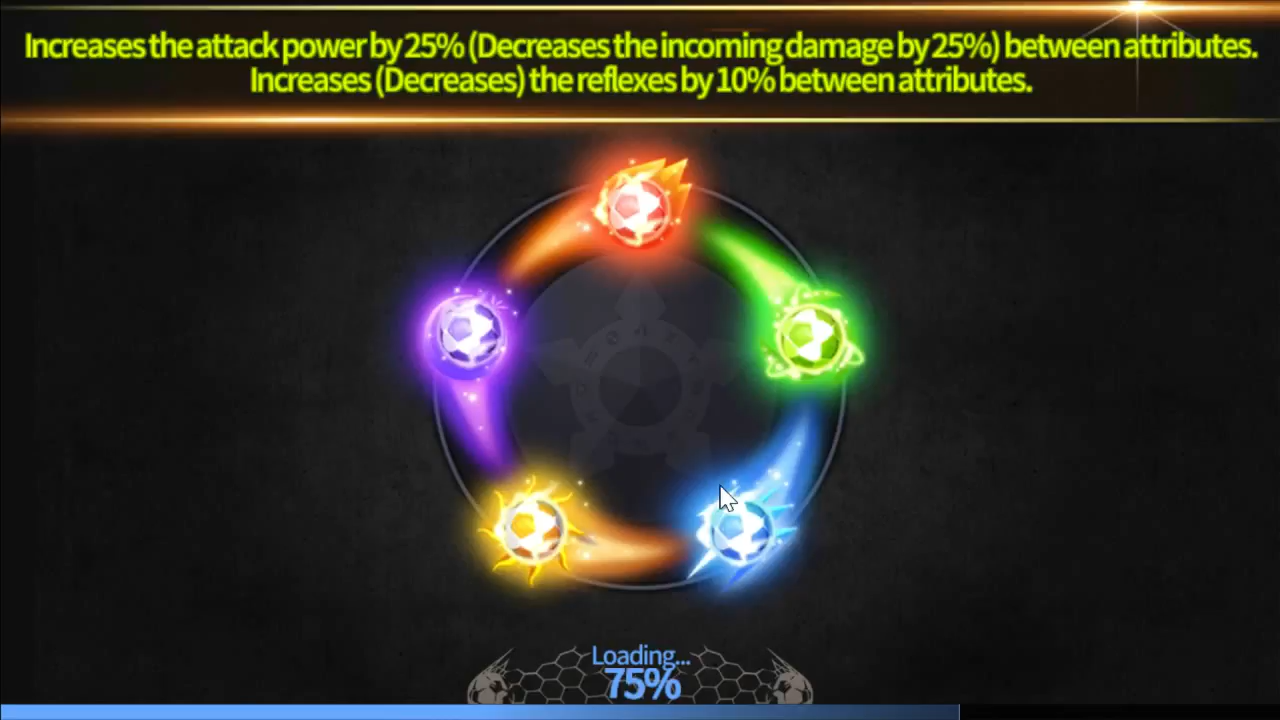 Increases the attack power by 25% (Decreases the incoming damage by 25%) between attributes.
Increases (Decreases) the reflexes by 10% between attributes.
Loading...
75%